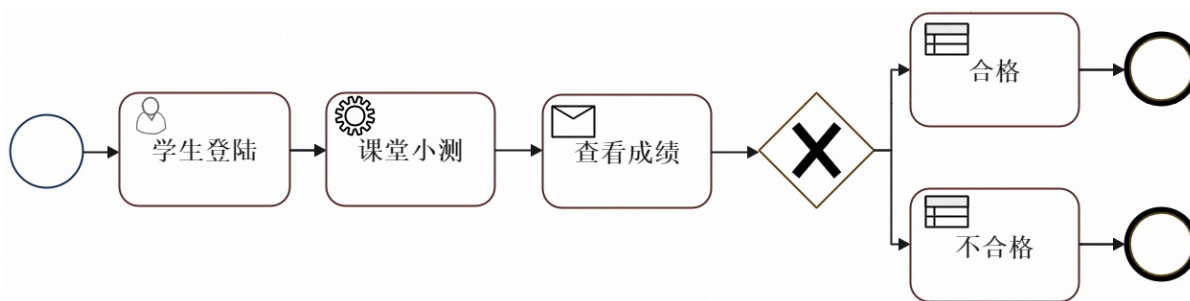 学生登陆
课堂小测
查看成绩
合格
不合格